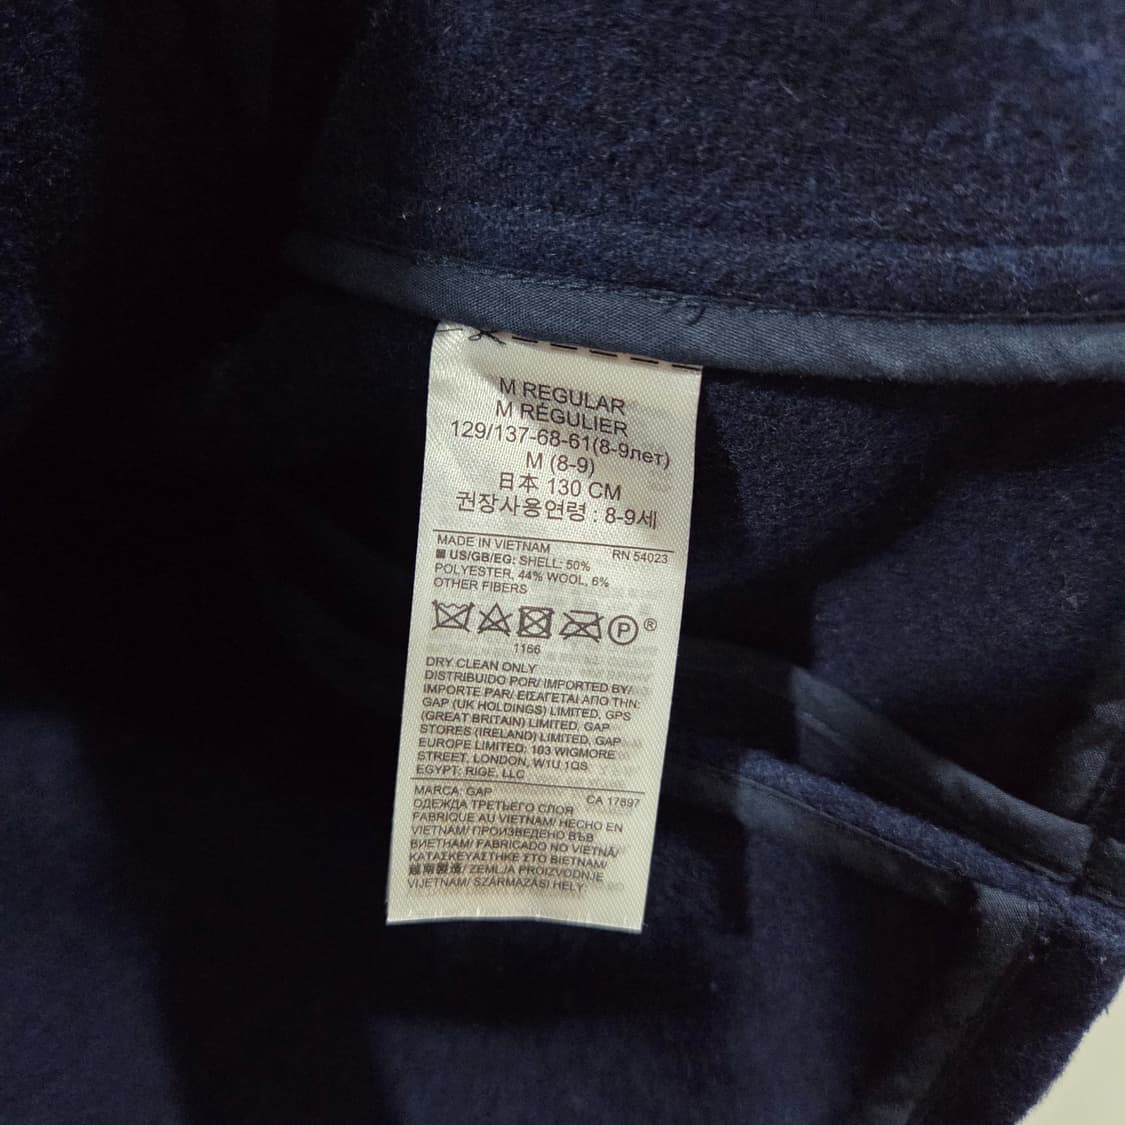 M REGULAR
M RÉGULIER
129/137-68-61(8-9лет)
M (8-9)
日本 130 CM
권장사용연령 : 8-9세
MADE IN VIETNAM RN 54023
US/GB/EG: SHELL: 50%
POLYESTER, 44% WOOL, 6%
OTHER FIBERS
P ®
1166
DRY CLEAN ONLY
DISTRIBUIDO POR/ IMPORTED BY/
IMPORTE PAR/ ΕΙΣΑΓΕΤΑΙ ΑΠΟ ΤΗΝ:
GAP (UK HOLDINGS) LIMITED, GPS
(GREAT BRITAIN) LIMITED, GAP
STORES (IRELAND) LIMITED, GAP
EUROPE LIMITED: 103 WIGMORE
STREET, LONDON, W1U 1QS
EGYPT: RIGE, LLC
MARCA: GAP CA 17897
ОДЕЖДА ТРЕТЬЕГО СЛОЯ
FABRIQUE AU VIETNAM/ HECHO EN
VIETNAM/ ПРОИЗВЕДЕНО ВЪВ
ВИЕТНАМ/ FABRICADO NO VIETNÃ/
ΚΑΤΑΣΚΕΥΑΣΤΗΚΕ ΣΤΟ ΒΙΕΤΝΑΜ/
越南製造/ ZEMLJA PROIZVODNJE
VIJETNAM/ SZÁRMAZÁSI HELY: